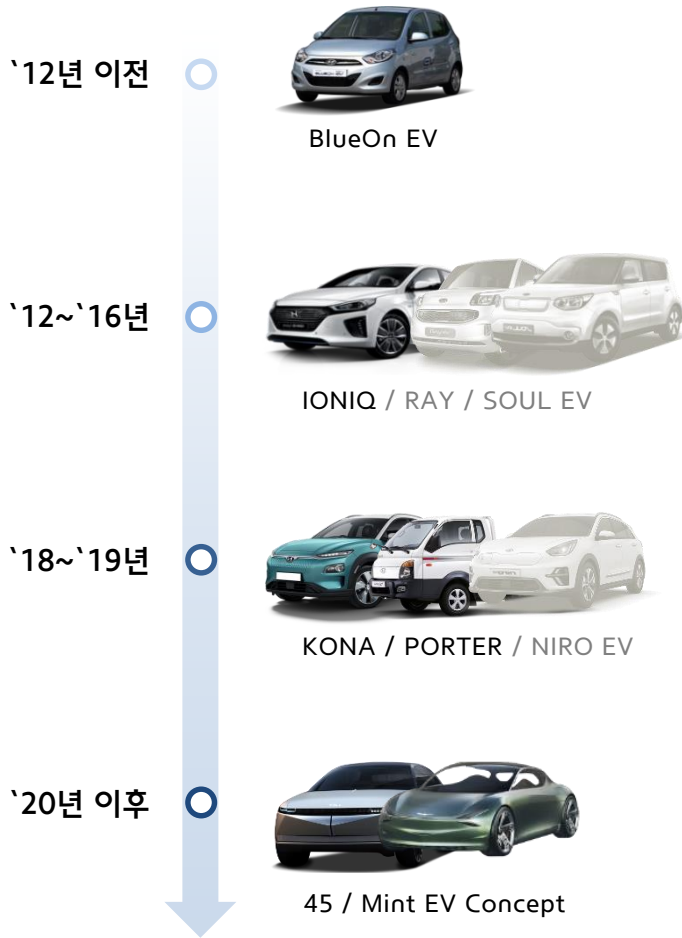 `12년 이전
BlueOn EV
`12~`16년
IONIQ / RAY / SOUL EV
`18~`19년
KONA / PORTER / NIRO EV
`20년 이후
45 / Mint EV Concept